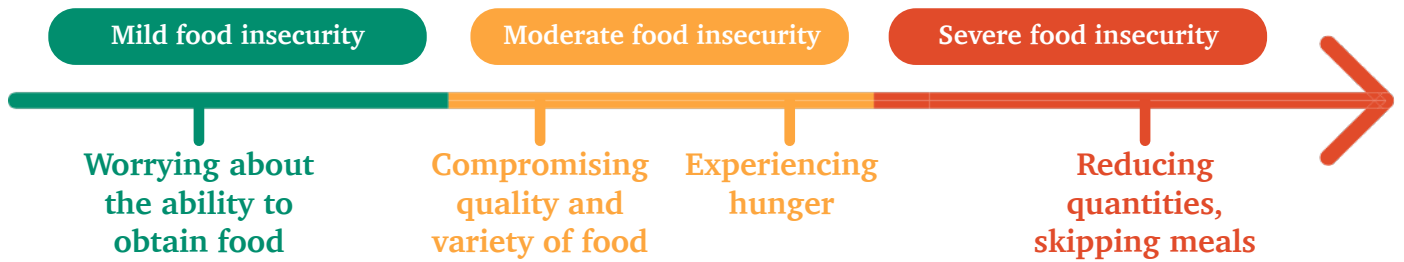 Mild food insecurity
Moderate food insecurity
Severe food insecurity
Worrying about
the ability to
obtain food
Compromising
quality and
variety of food
Experiencing
hunger
Reducing
quantities,
skipping meals